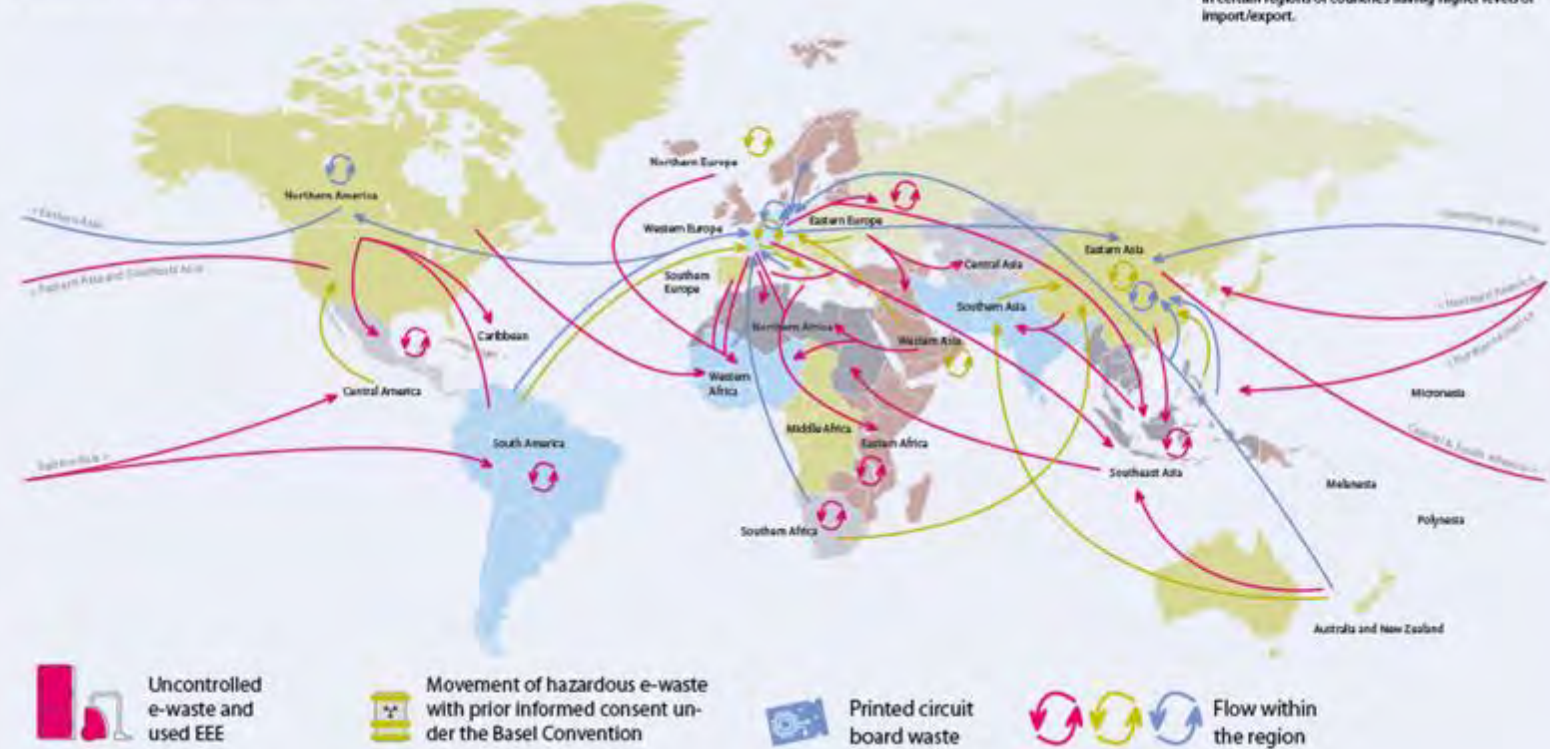 import/export.
Northern Europe
Northern America
Western Europe
Eastern Europe
Eastern Asia
Central Asia
Southern
Europe
Southern Asia
Northern Africa
Caribbean
Western Asia
Western
Africa
Central America
Micronesia
Middle Africa
Eastern Africa
South America
Southeast Asia
Melanesia
Polynesia
Southern Africa
Australia and New Zealand
Uncontrolled
e-waste and
used EEE
Movement of hazardous e-waste
with prior informed consent un-
der the Basel Convention
Printed circuit
board waste
Flow within
the region